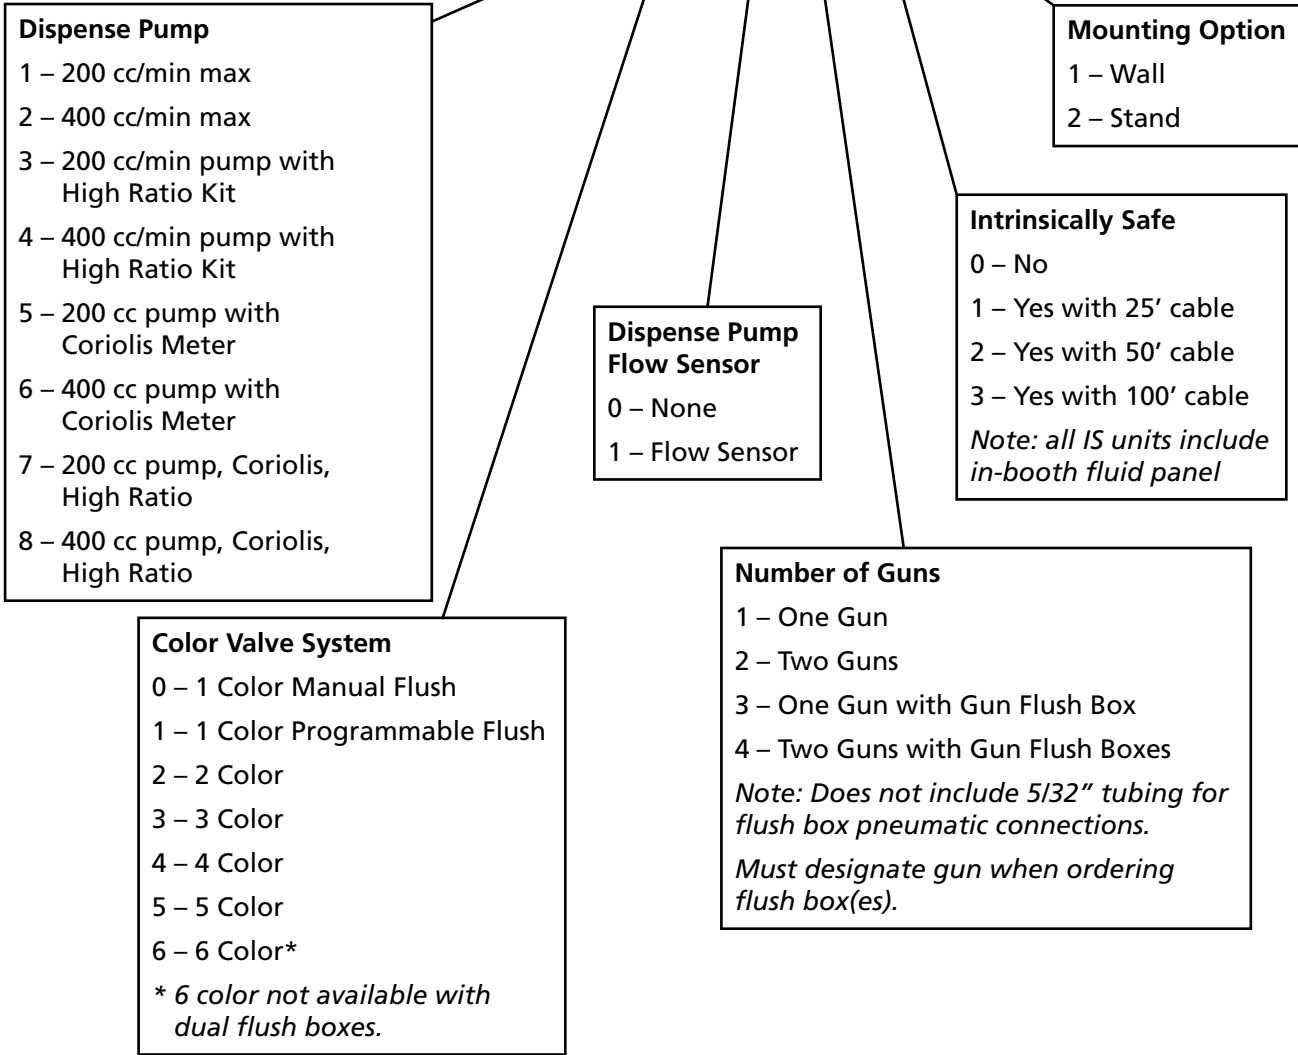 Dispense Pump
1 – 200 cc/min max
2 – 400 cc/min max
3 – 200 cc/min pump with
High Ratio Kit
4 – 400 cc/min pump with
High Ratio Kit
5 – 200 cc pump with
Coriolis Meter
6 – 400 cc pump with
Coriolis Meter
7 – 200 cc pump, Coriolis,
High Ratio
8 – 400 cc pump, Coriolis,
High Ratio
Color Valve System
0 – 1 Color Manual Flush
1 – 1 Color Programmable Flush
2 – 2 Color
3 – 3 Color
4 – 4 Color
5 – 5 Color
6 – 6 Color*
* 6 color not available with
dual flush boxes.
Dispense Pump
Flow Sensor
0 – None
1 – Flow Sensor
Number of Guns
1 – One Gun
2 – Two Guns
3 – One Gun with Gun Flush Box
4 – Two Guns with Gun Flush Boxes
Note: Does not include 5/32″ tubing for
flush box pneumatic connections.
Must designate gun when ordering
flush box(es).
Intrinsically Safe
0 – No
1 – Yes with 25′ cable
2 – Yes with 50′ cable
3 – Yes with 100′ cable
Note: all IS units include
in-booth fluid panel
Mounting Option
1 – Wall
2 – Stand